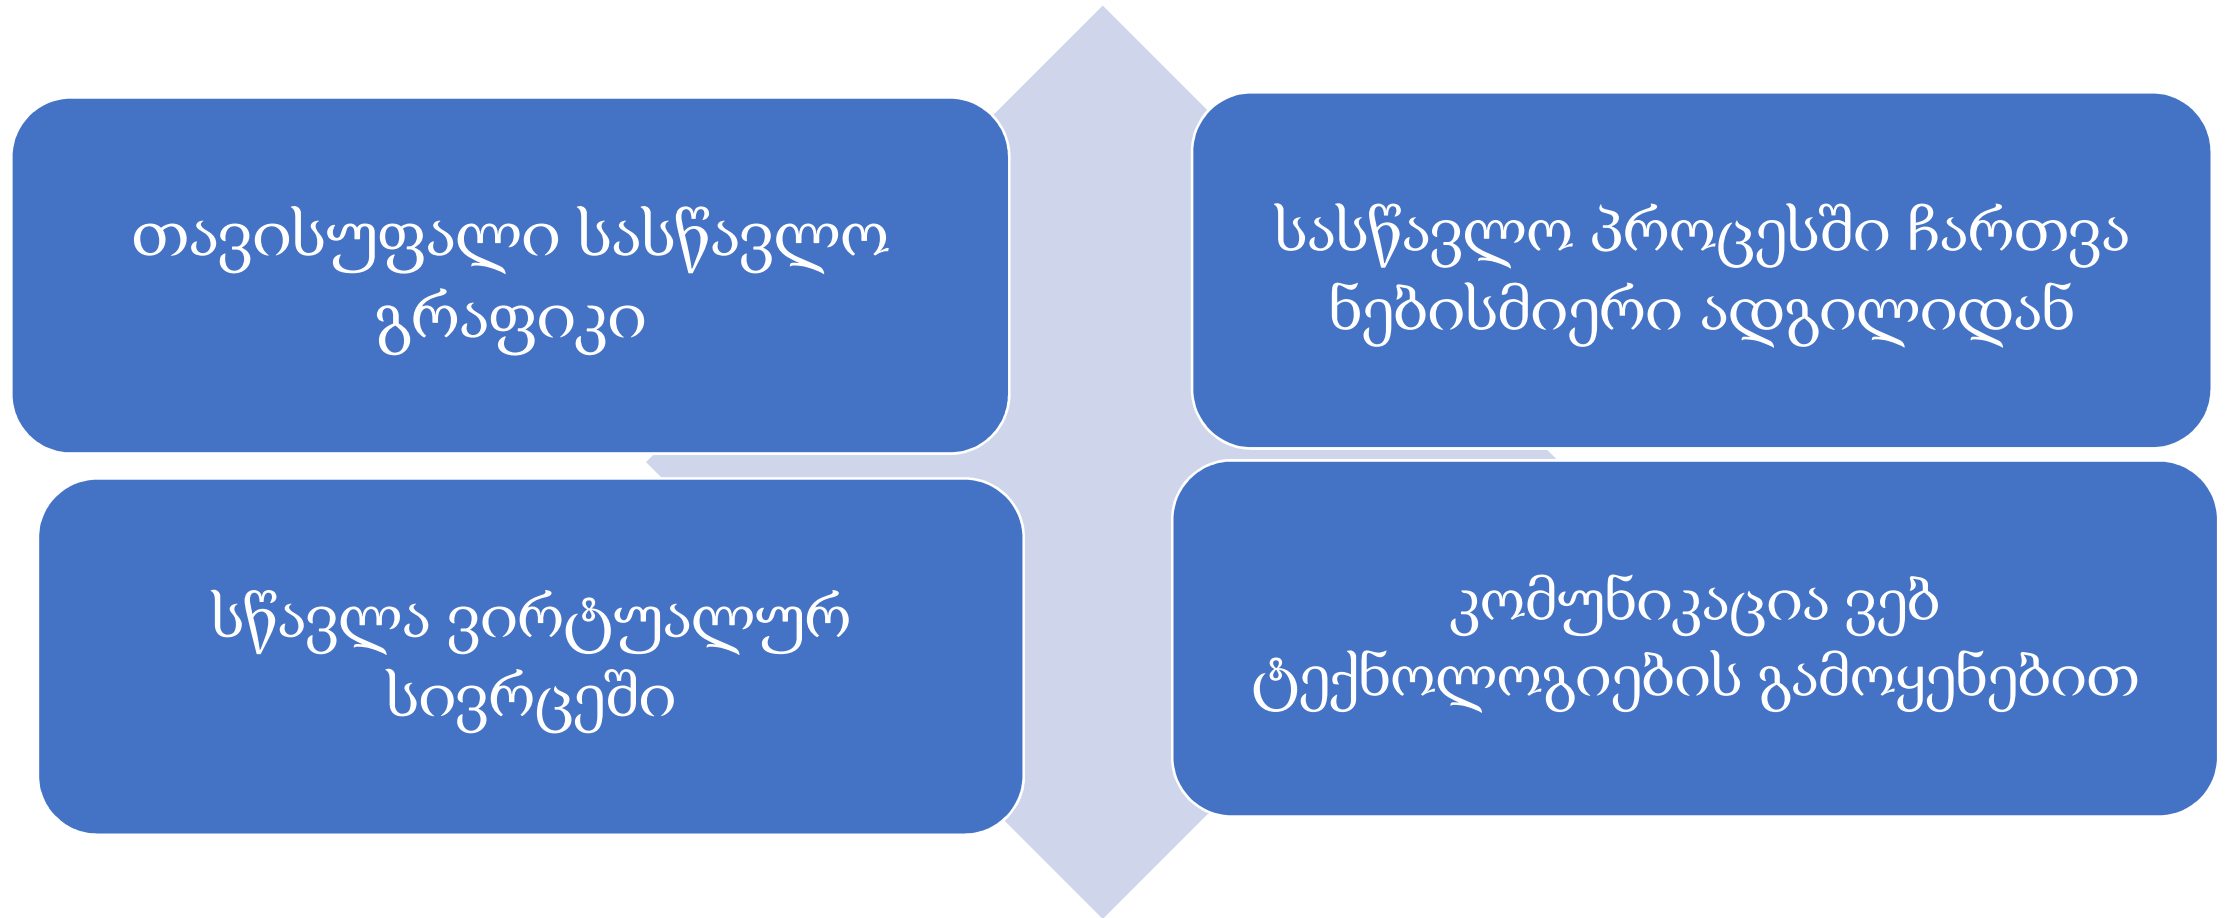 თავისუფალი სასწავლო
გრაფიკი
სასწავლო პროცესში ჩართვა
ნებისმიერი ადგილიდან
სწავლა ვირტუალურ
სივრცეში
კომუნიკაცია ვებ
ტექნოლოგიების გამოყენებით